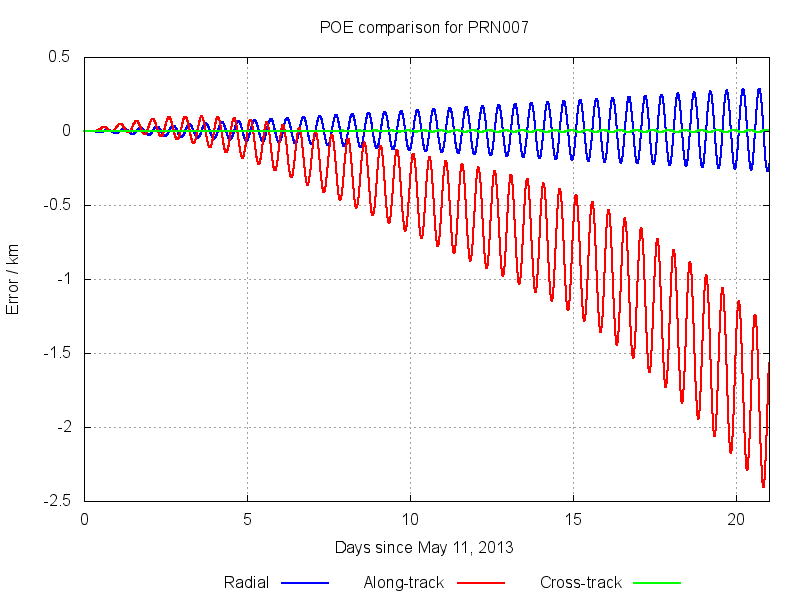 POE comparison for PRN007
0.5
0
-0.5
-1
-1.5
-2
-2.5
Error / km
0 5 10 15 20
Days since May 11, 2013
Radial Along-track Cross-track